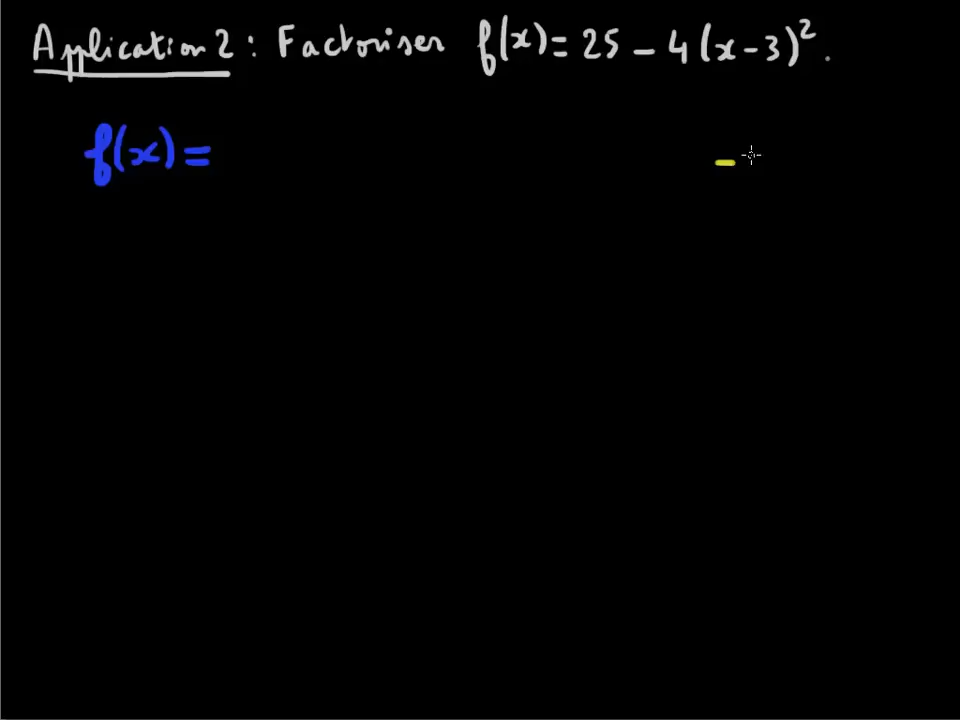 Application 2 : Factoriser f(x) = 25 - 4(x-3)².
f(x) = -